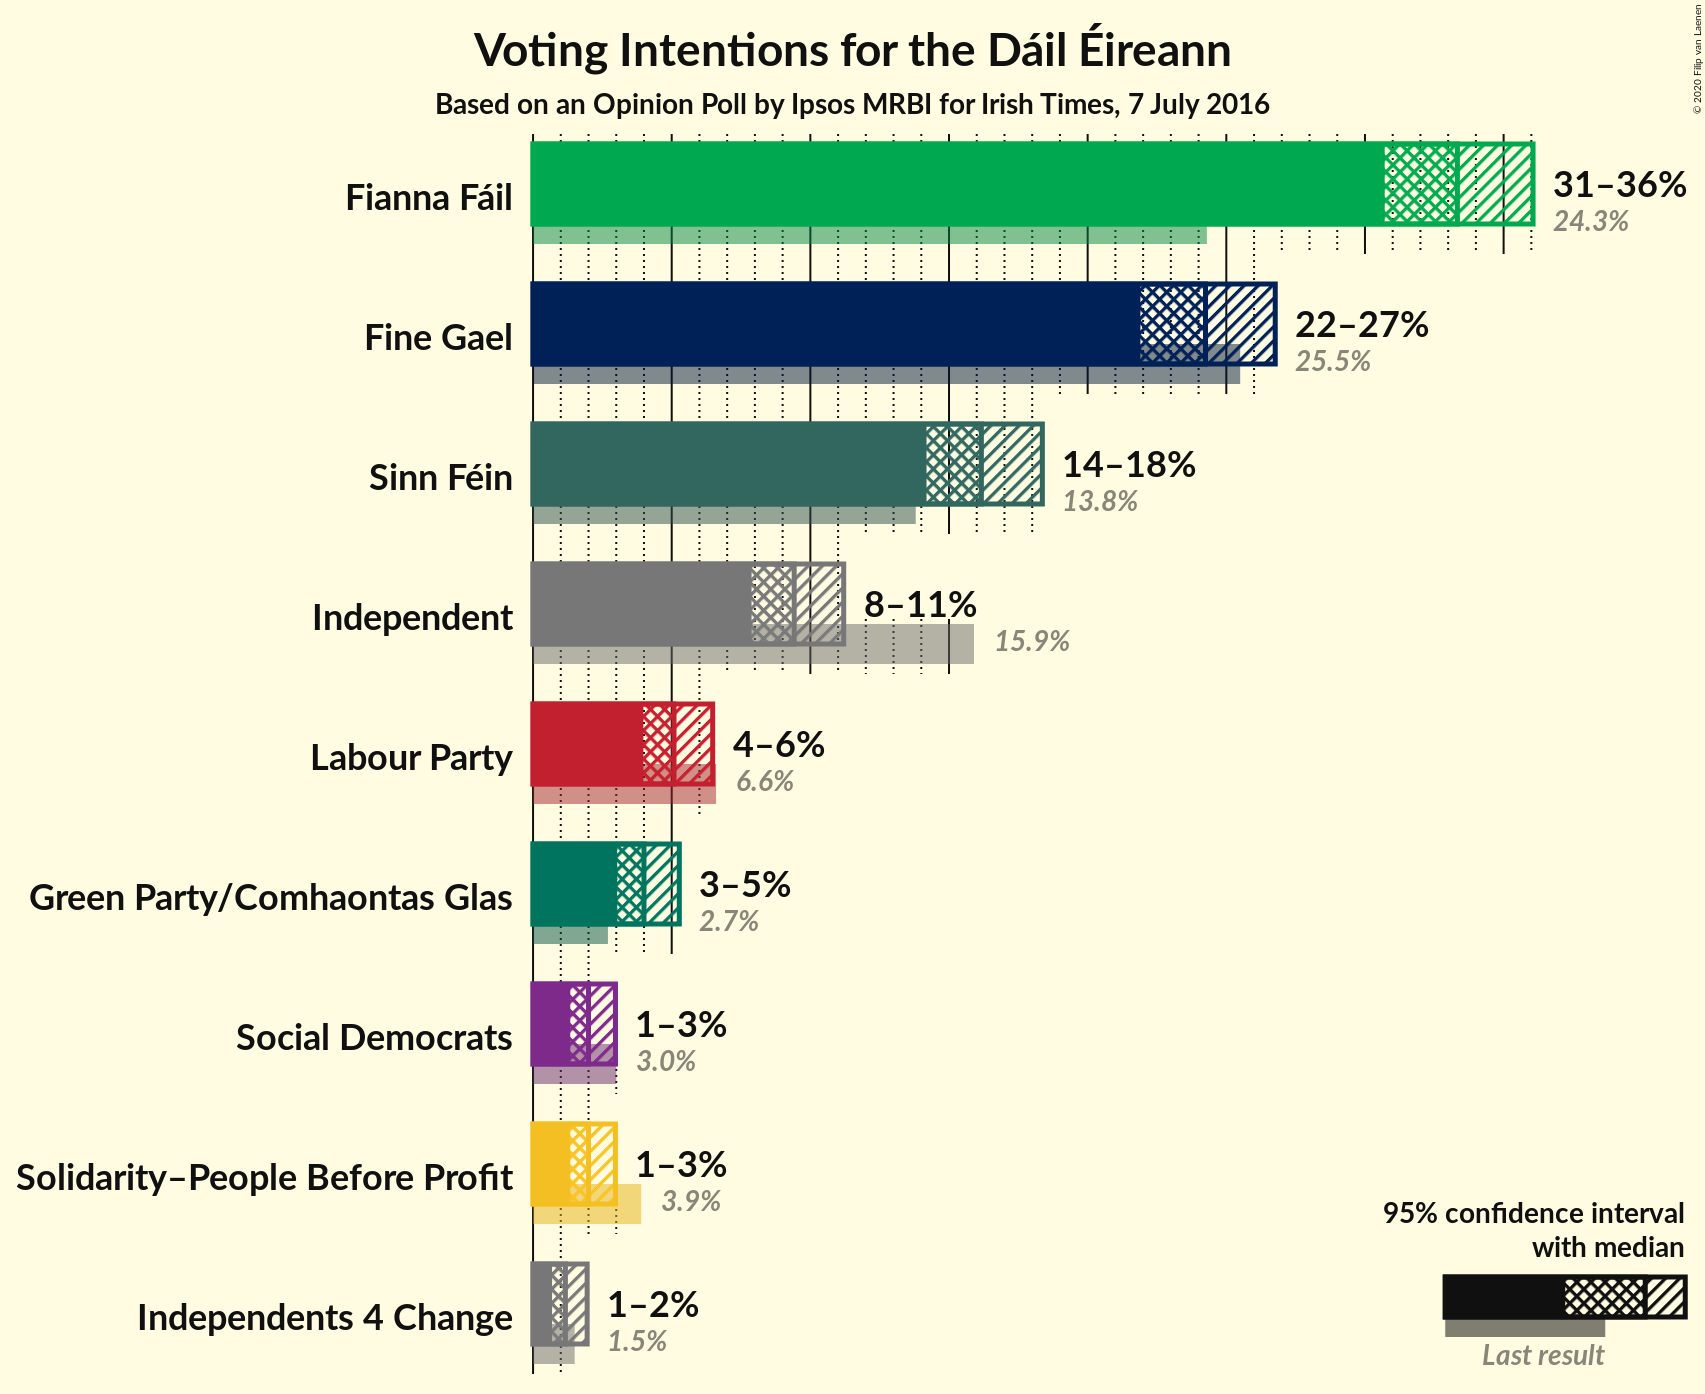 Voting Intentions for the Dáil Éireann
Based on an Opinion Poll by Ipsos MRBI for Irish Times, 7 July 2016
© 2020 Filip van Laenen
Fianna Fáil
31–36%
24.3%
Fine Gael
22–27%
25.5%
Sinn Féin
14–18%
13.8%
Independent
8–11%
15.9%
Labour Party
4–6%
6.6%
Green Party/Comhaontas Glas
3–5%
2.7%
Social Democrats
1–3%
3.0%
Solidarity–People Before Profit
1–3%
3.9%
Independents 4 Change
1–2%
1.5%
95% confidence interval
with median
Last result